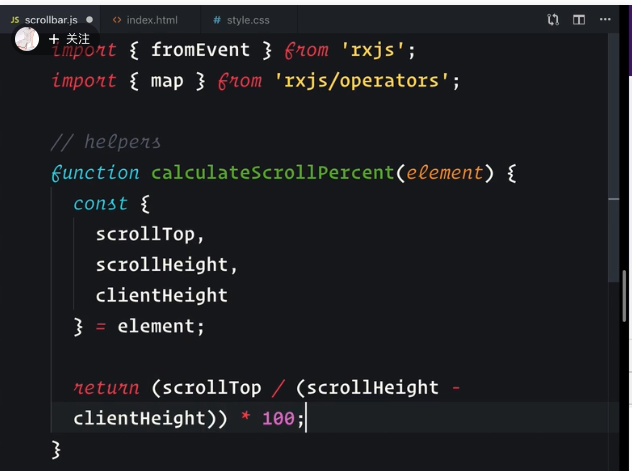 JS scrollbar.js
<> index.html
# style.css
+ 关注
import { fromEvent } from 'rxjs';
import { map } from 'rxjs/operators';
// helpers
function calculateScrollPercent(element) {
const {
scrollTop,
scrollHeight,
clientHeight
} = element;
return (scrollTop / (scrollHeight -
clientHeight)) * 100;
}